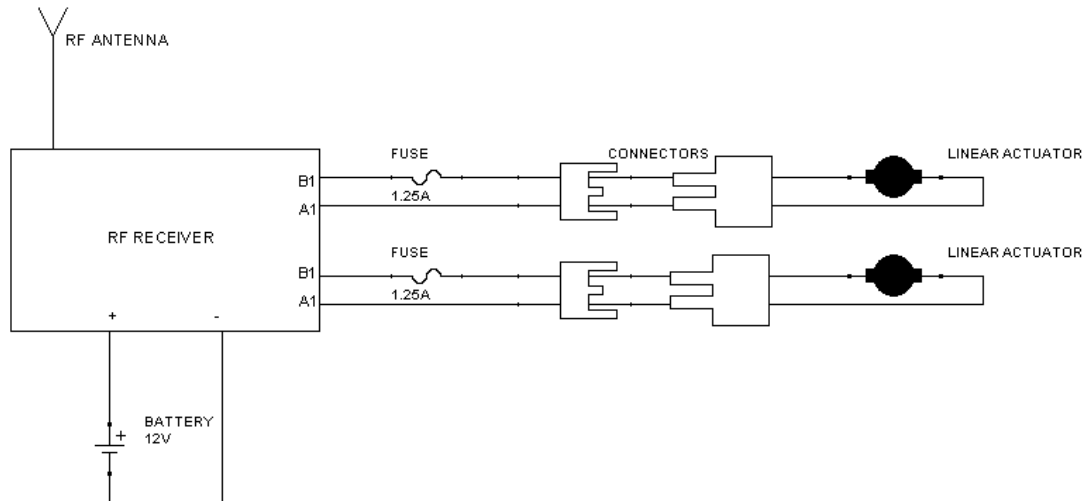 RF ANTENNA
FUSE
CONNECTORS
LINEAR ACTUATOR
B1
1.25A
A1
RF RECEIVER
FUSE
LINEAR ACTUATOR
B1
1.25A
A1
+
-
BATTERY
+
12V